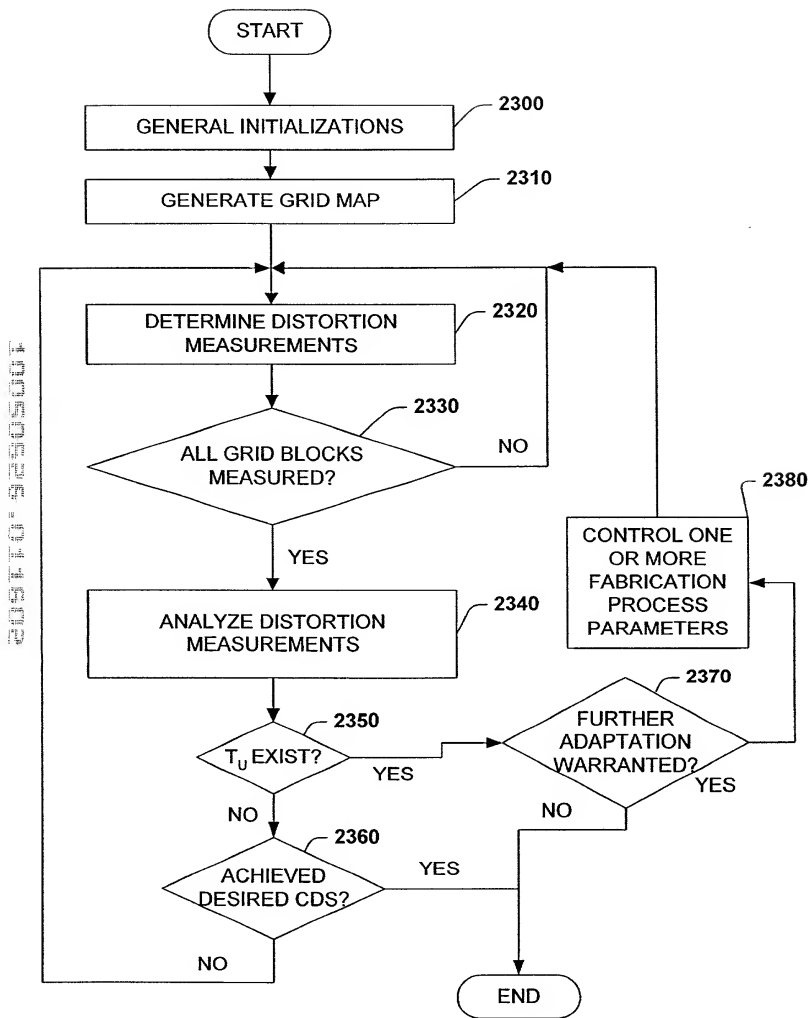 START
2300
GENERAL INITIALIZATIONS
2310
GENERATE GRID MAP
2320
DETERMINE DISTORTION
MEASUREMENTS
2330
ALL GRID BLOCKS
MEASURED?
NO
YES
2340
ANALYZE DISTORTION
MEASUREMENTS
2350
TU EXIST?
YES
NO
2360
ACHIEVED
DESIRED CDS?
YES
NO
2370
FURTHER
ADAPTATION
WARRANTED?
YES
NO
2380
CONTROL ONE
OR MORE
FABRICATION
PROCESS
PARAMETERS
END